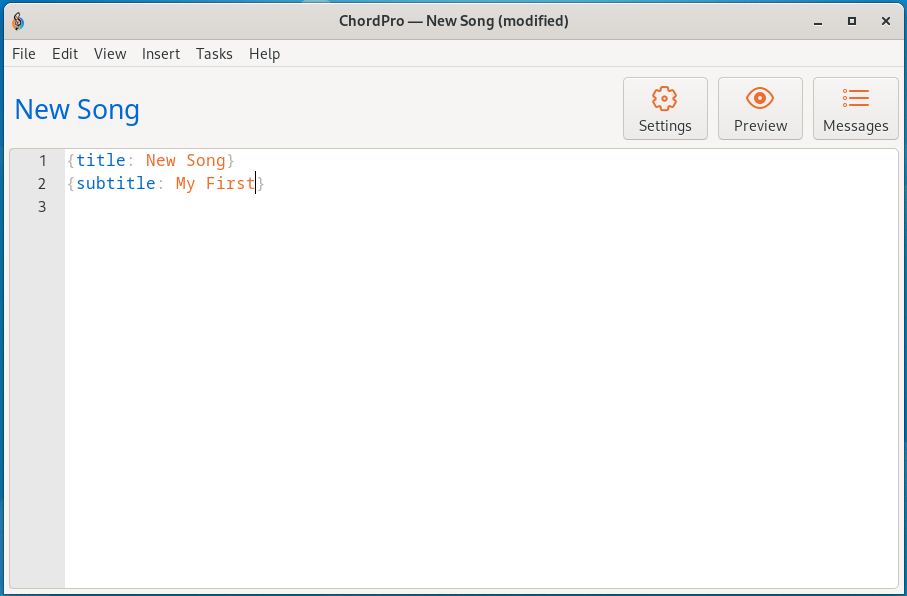 ChordPro — New Song (modified)
File Edit View Insert Tasks Help
New Song
Settings Preview Messages
1 {title: New Song}
2 {subtitle: My First}
3